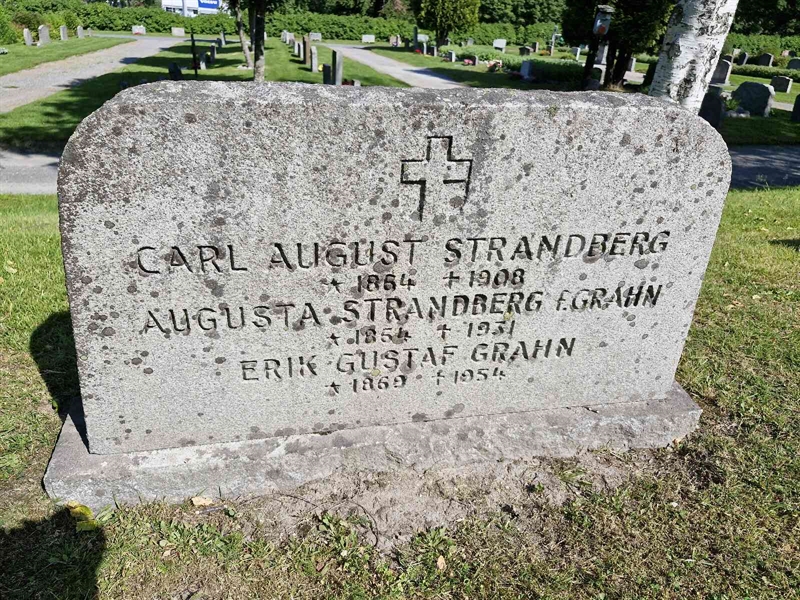 CARL AUGUST STRANDBERG
* 1864 † 1908
AUGUSTA STRANDBERG F. GRAHN
* 1854 † 1931
ERIK GUSTAF GRAHN
* 1869 † 1954